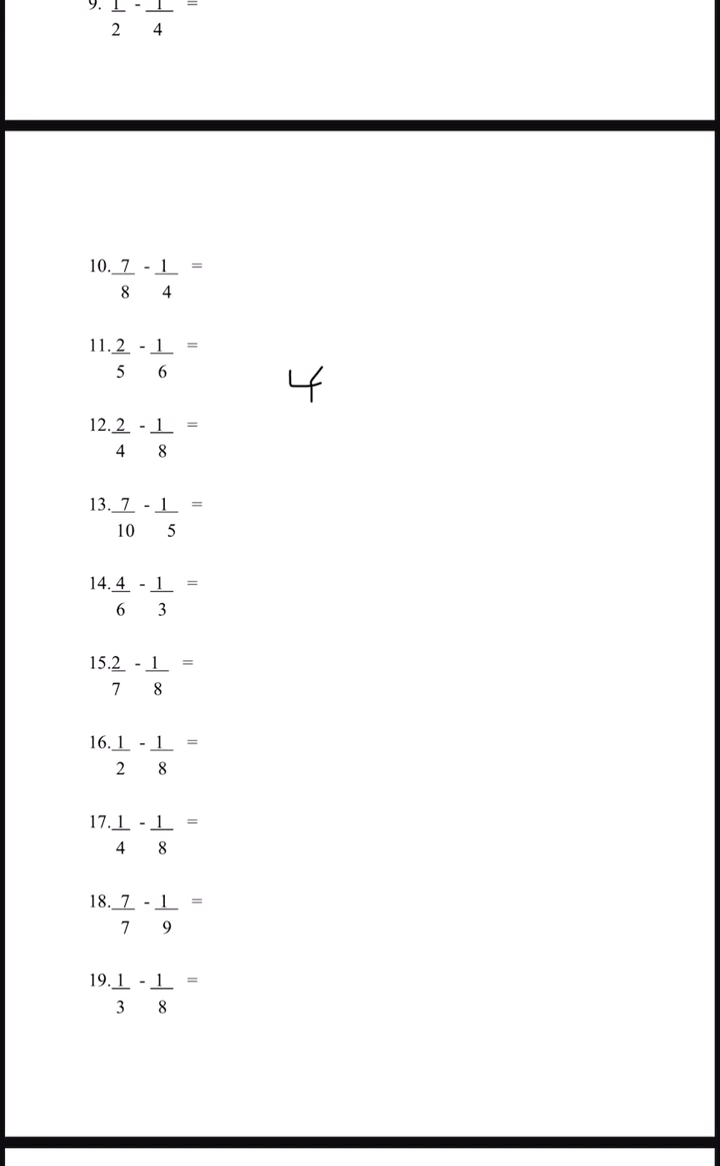 9. 1 - 1 =
2 4
10. 7 - 1 =
8 4
11. 2 - 1 =
5 6
4
12. 2 - 1 =
4 8
13. 7 - 1 =
10 5
14. 4 - 1 =
6 3
15. 2 - 1 =
7 8
16. 1 - 1 =
2 8
17. 1 - 1 =
4 8
18. 7 - 1 =
7 9
19. 1 - 1 =
3 8